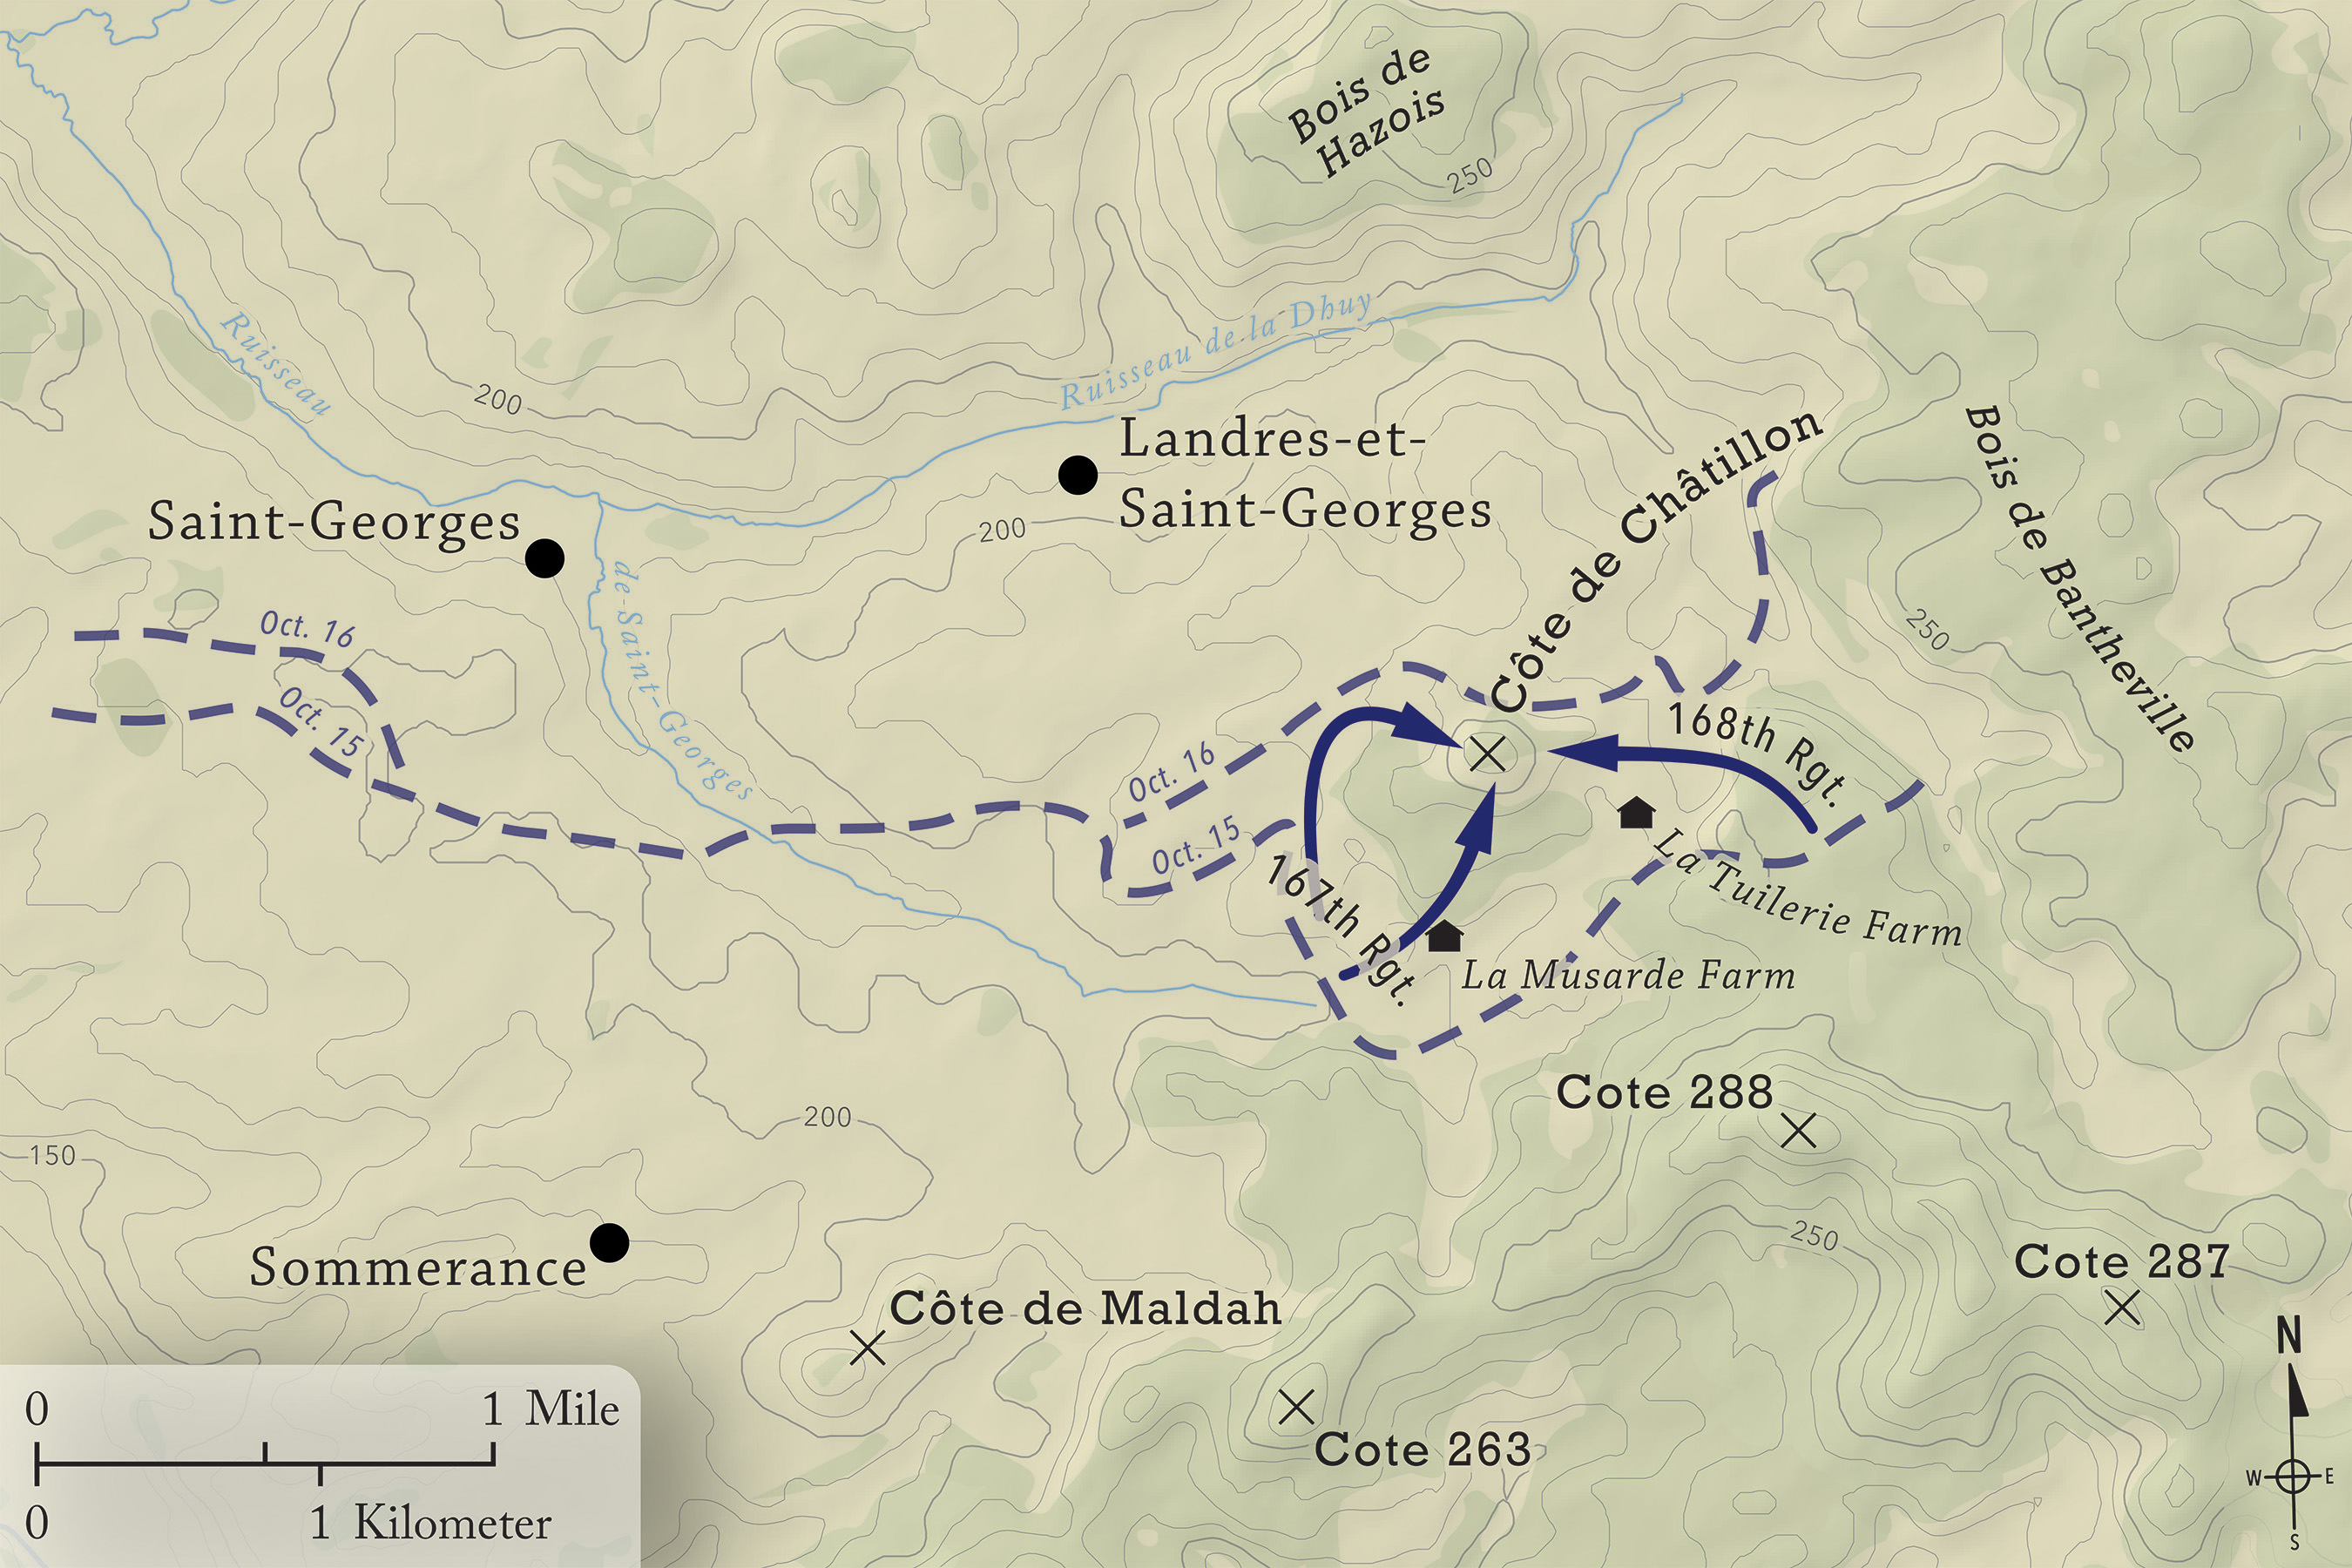 Bois de
Hazois
250
Ruisseau
Ruisseau de la Dhuy
200
Landres-et-
Saint-Georges
200
Saint-Georges
de Saint-Georges
Côte de Châtillon
Bois de Bantheville
250
Oct. 16
Oct. 15
Oct. 16
Oct. 15
168th Rgt.
167th Rgt.
La Tuilerie Farm
La Musarde Farm
Cote 288
200
150
250
Sommerance
Côte de Maldah
Cote 287
Cote 263
N
W
E
S
0
1 Mile
0
1 Kilometer